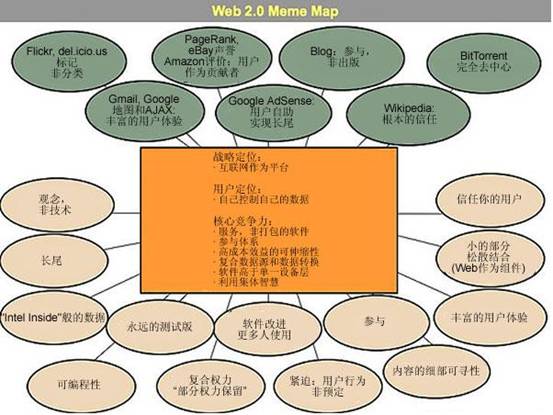 Web 2.0 Meme Map
Flickr, del.icio.us
标记
非分类
PageRank,
eBay声誉
Amazon评价：用户
作为贡献者
Blog：参与，
非出版
BitTorrent
完全去中心
Gmail, Google
地图和AJAX:
丰富的用户体验
Google AdSense:
用户自助
实现长尾
Wikipedia:
根本的信任
战略定位：
· 互联网作为平台
用户定位：
· 自己控制自己的数据
核心竞争力：
· 服务，非打包的软件
· 参与体系
· 高成本效益的可伸缩性
· 复合数据源和数据转换
· 软件高于单一设备层
· 利用集体智慧
观念，
非技术
长尾
"Intel Inside"般的数据
信任你的用户
小的部分
松散结合
(Web作为组件)
丰富的用户体验
永远的测试版
软件改进
更多人使用
参与
可编程性
复合权力
“部分权力保留”
紧迫：用户行为
非预定
内容的细部可寻性